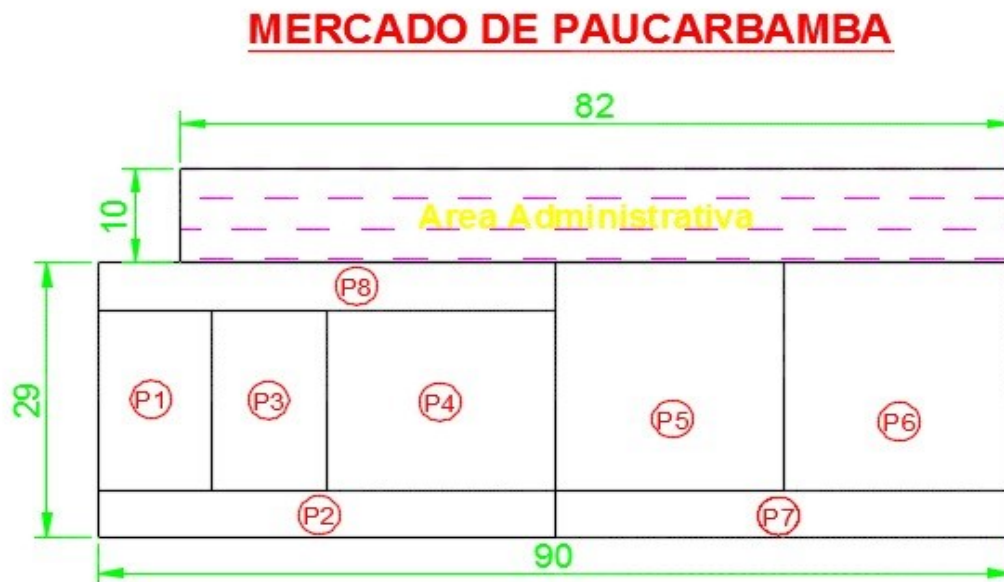 MERCADO DE PAUCARBAMBA
82
10
Area Administrativa
P8
29
P1
P3
P4
P5
P6
P2
P7
90